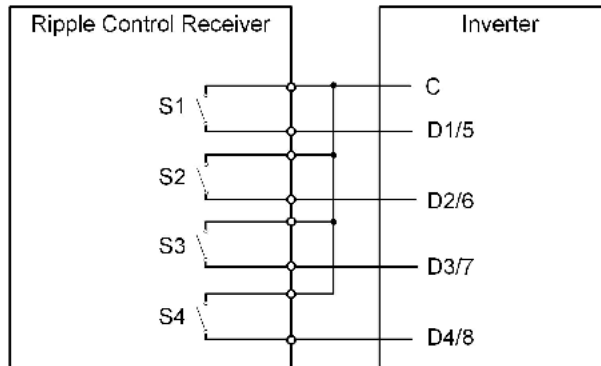 Ripple Control Receiver
Inverter
S1
C
D1/5
S2
D2/6
S3
D3/7
S4
D4/8